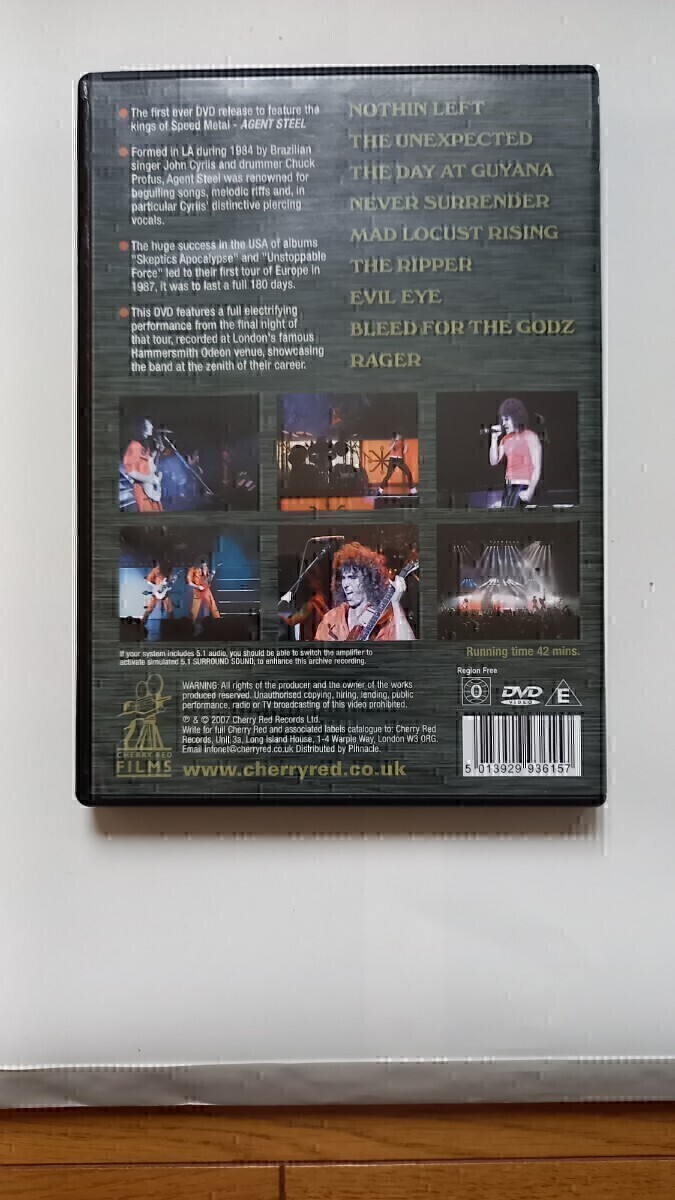 The first ever DVD release to feature the
kings of Speed Metal - AGENT STEEL
Formed in LA during 1984 by Brazilian
singer John Cyriis and drummer Chuck
Profus, Agent Steel was renowned for
beguiling songs, melodic riffs and, in
particular Cyriis' distinctive piercing
vocals.
The huge success in the USA of albums
"Skeptics Apocalypse" and "Unstoppable
Force" led to their first tour of Europe in
1987, it was to last a full 180 days.
This DVD features a full electrifying
performance from the final night of
that tour, recorded at London's famous
Hammersmith Odeon venue, showcasing
the band at the zenith of their career.
NOTHIN LEFT
THE UNEXPECTED
THE DAY AT GUYANA
NEVER SURRENDER
MAD LOCUST RISING
THE RIPPER
EVIL EYE
BLEED FOR THE GODZ
RAGER
If your system includes 5.1 audio, you should be able to switch the amplifier to
activate simulated 5.1 SURROUND SOUND, to enhance this archive recording.
Running time 42 mins.
Region Free
0
DVD
VIDEO
E
WARNING: All rights of the producer and the owner of the works
produced reserved. Unauthorised copying, hiring, lending, public
performance, radio or TV broadcasting of this video prohibited.
℗ & © 2007 Cherry Red Records Ltd.
Write for full Cherry Red and associated labels catalogue to: Cherry Red
Records, Unit 3a, Long Island House, 1-4 Warple Way, London W3 0RG.
Email infonet@cherryred.co.uk Distributed by Pinnacle.
CHERRY RED
FILMS
www.cherryred.co.uk
5 013929 936157